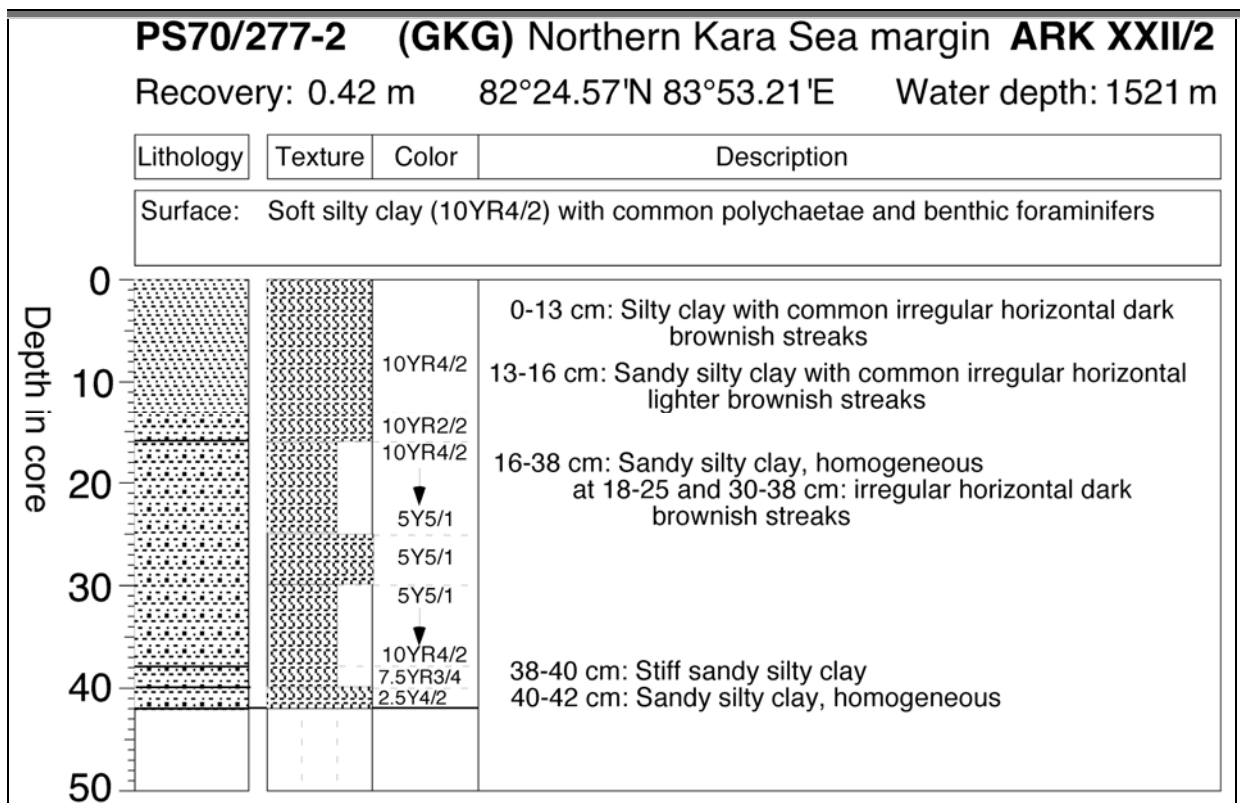 PS70/277-2 (GKG) Northern Kara Sea margin ARK XXII/2
Recovery: 0.42 m 82°24.57'N 83°53.21'E Water depth: 1521 m
Lithology Texture Color Description
Surface: Soft silty clay (10YR4/2) with common polychaetae and benthic foraminifers
Depth in core
0
10
20
30
40
50
10YR4/2
10YR2/2
10YR4/2
5Y5/1
5Y5/1
5Y5/1
10YR4/2
7.5YR3/4
2.5Y4/2
0-13 cm: Silty clay with common irregular horizontal dark
brownish streaks
13-16 cm: Sandy silty clay with common irregular horizontal
lighter brownish streaks
16-38 cm: Sandy silty clay, homogeneous
at 18-25 and 30-38 cm: irregular horizontal dark
brownish streaks
38-40 cm: Stiff sandy silty clay
40-42 cm: Sandy silty clay, homogeneous